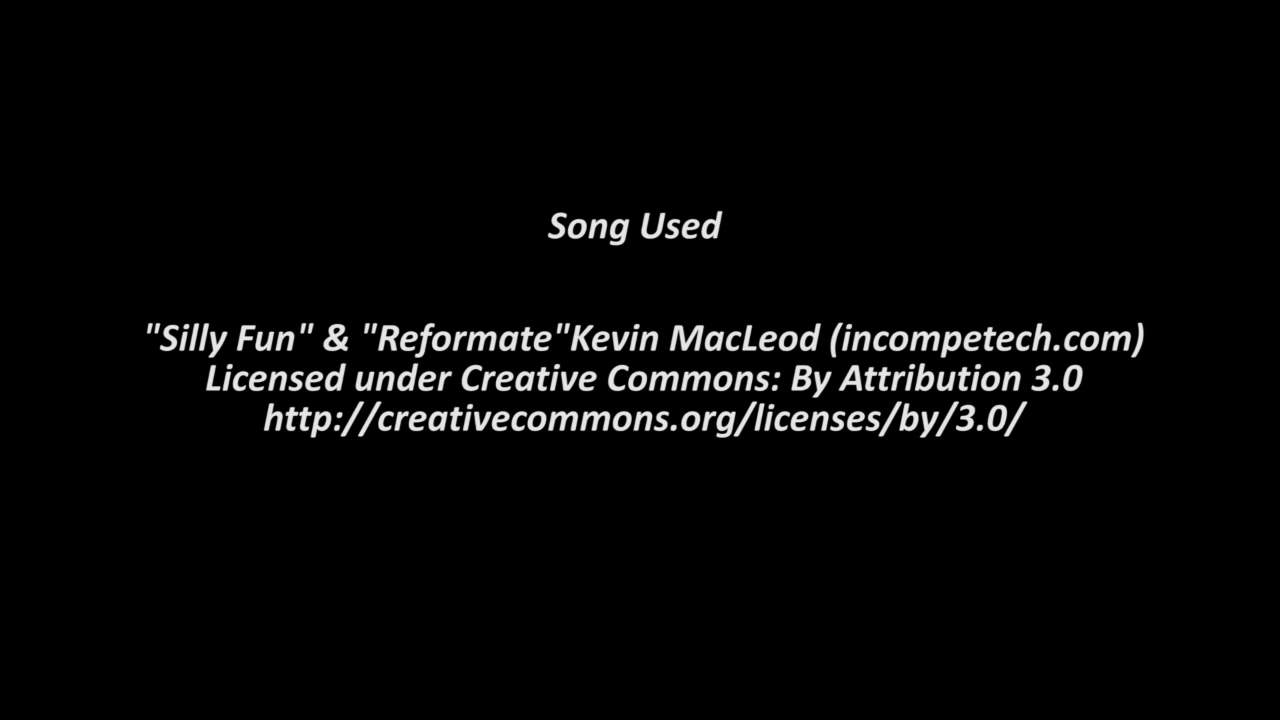 Song Used
"Silly Fun" & "Reformate"Kevin MacLeod (incompetech.com)
Licensed under Creative Commons: By Attribution 3.0
http://creativecommons.org/licenses/by/3.0/